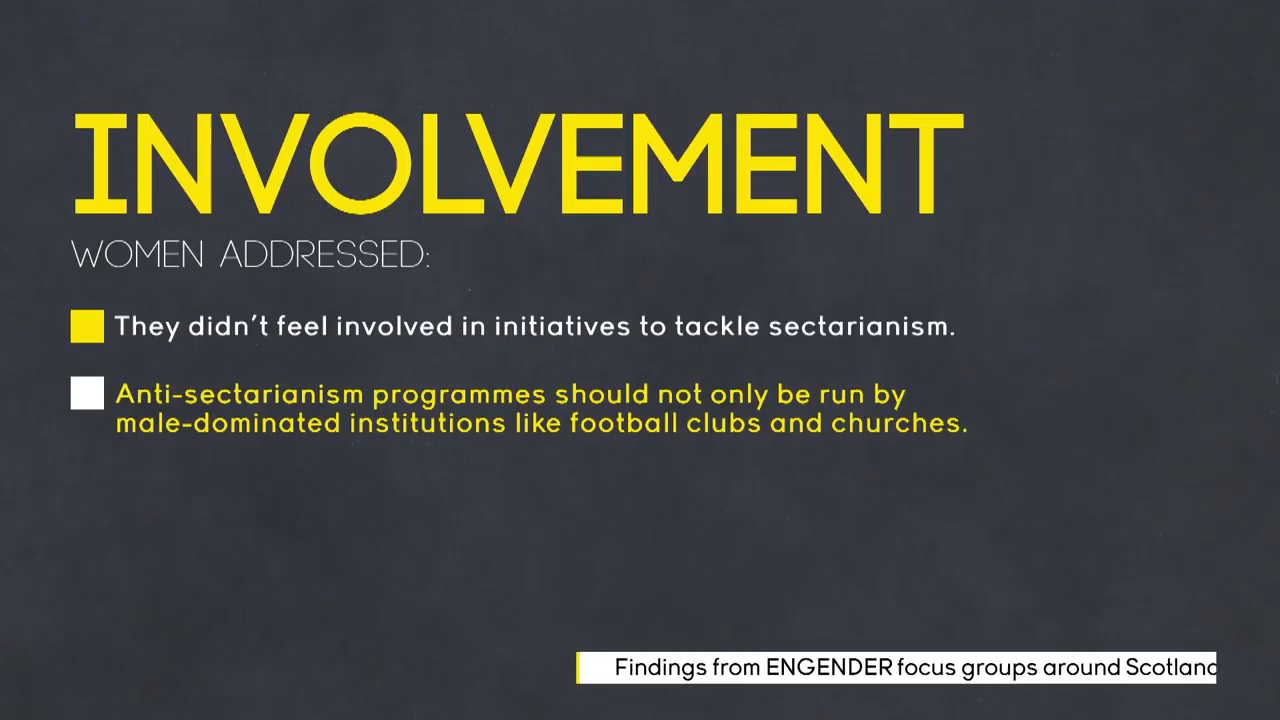 INVOLVEMENT
WOMEN ADDRESSED:
They didn't feel involved in initiatives to tackle sectarianism.
Anti-sectarianism programmes should not only be run by
male-dominated institutions like football clubs and churches.
Findings from ENGENDER focus groups around Scotland